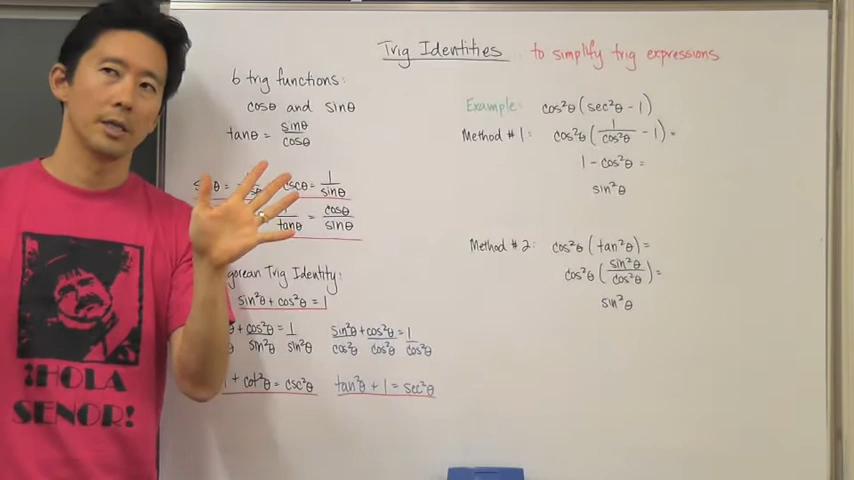 Trig Identities to simplify trig expressions
6 trig functions:
cosθ and sinθ
tanθ = sinθ/cosθ
cscθ = 1/sinθ
1/tanθ = cosθ/sinθ
Trig Identity:
sin²θ + cos²θ = 1
+ cos²θ/sin²θ = 1/sin²θ
sin²θ/cos²θ + cos²θ/cos²θ = 1/cos²θ
1 + cot²θ = csc²θ
tan²θ + 1 = sec²θ
Example: cos²θ(sec²θ - 1)
Method #1: cos²θ(1/cos²θ - 1) =
1 - cos²θ =
sin²θ
Method #2: cos²θ(tan²θ) =
cos²θ(sin²θ/cos²θ) =
sin²θ
¡HOLA
SENOR!